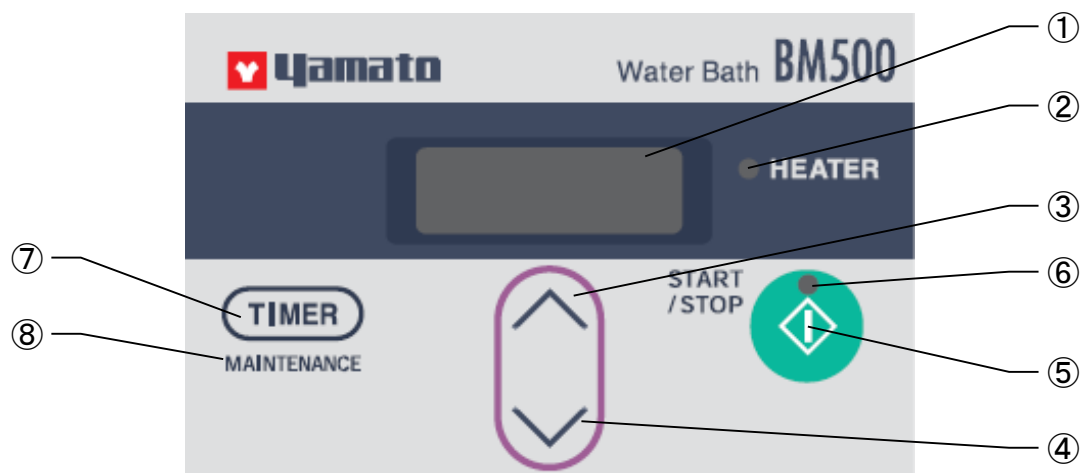 yamato
Water Bath BM500
①
②
HEATER
③
⑦
TIMER
⑧
MAINTENANCE
START
/STOP
⑥
⑤
④